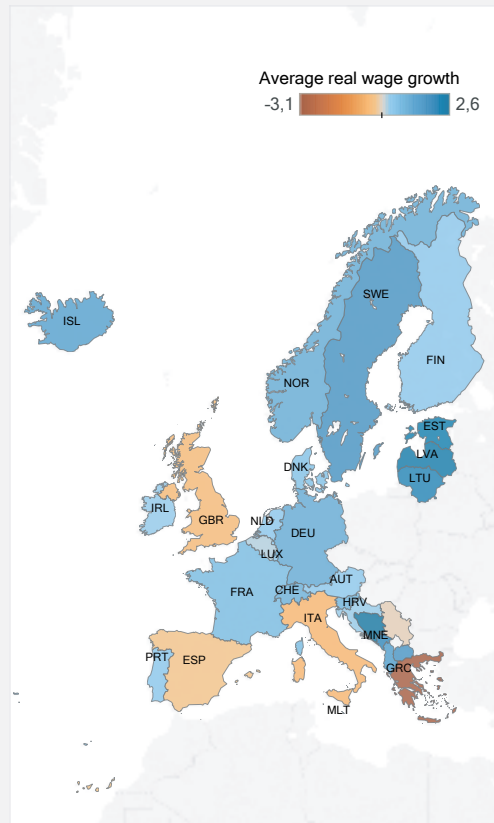 Average real wage growth
-3,1 2,6
ISL
SWE
FIN
NOR
EST
LVA
LTU
DNK
IRL
GBR
NLD
DEU
LUX
AUT
FRA
CHE
HRV
ITA
MNE
PRT
ESP
GRC
MLT